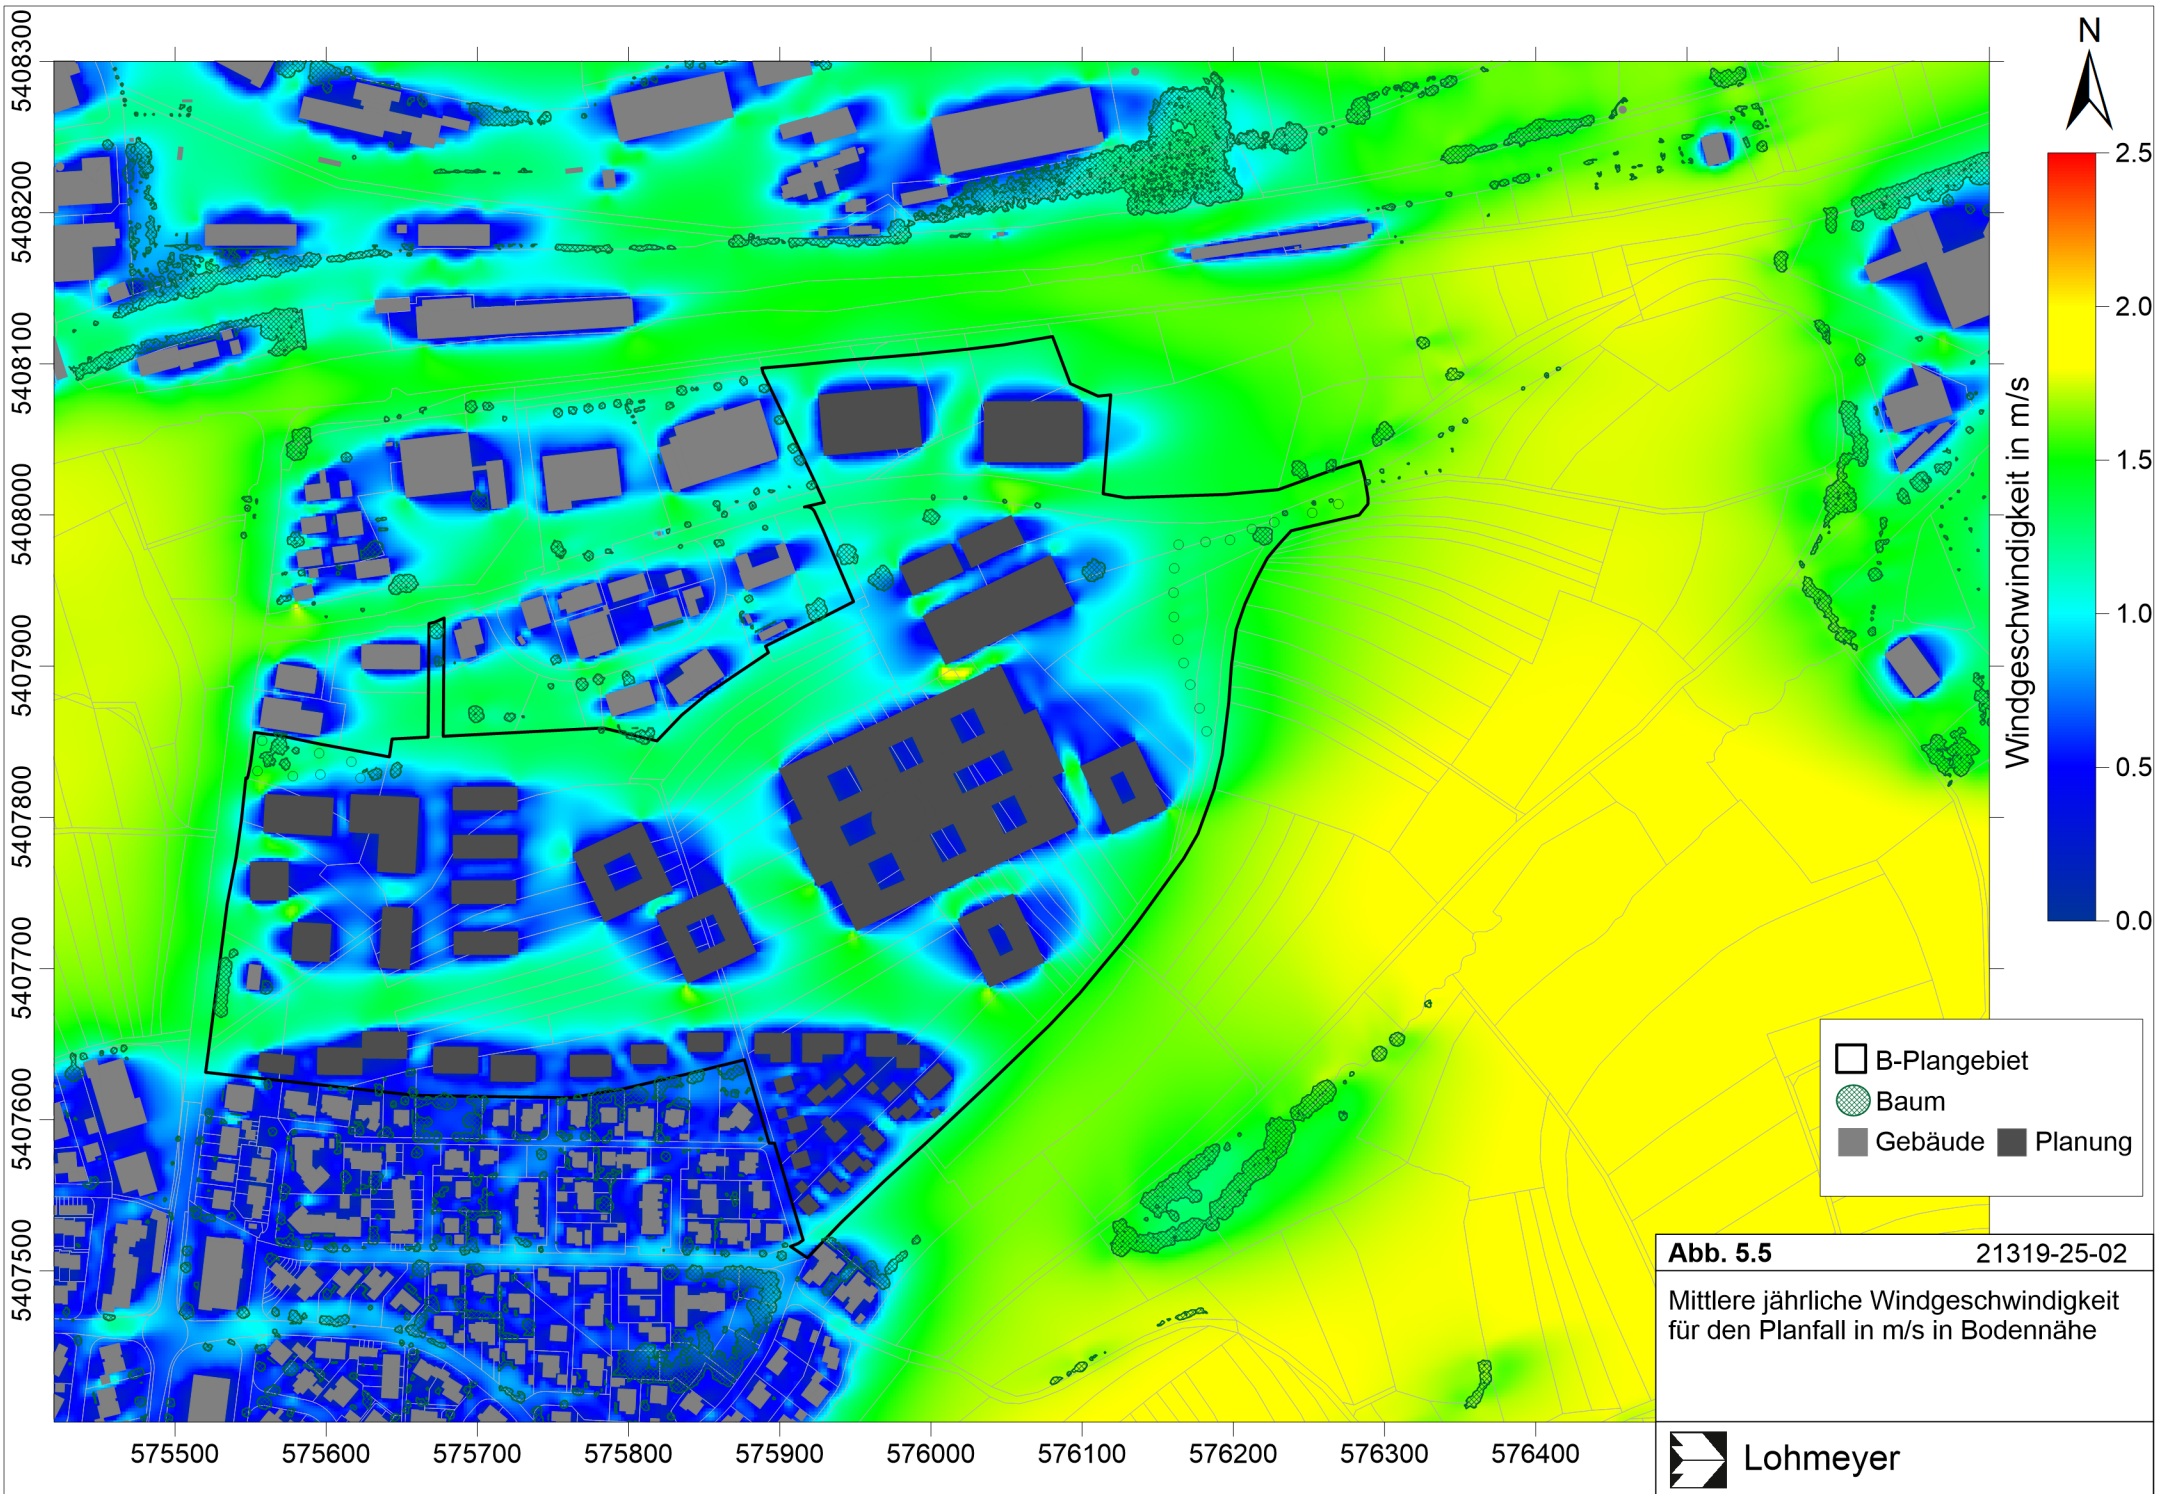 N
5408300
5408200
5408100
5408000
5407900
5407800
5407700
5407600
5407500
2.5
2.0
1.5
1.0
0.5
0.0
Windgeschwindigkeit in m/s
B-Plangebiet
Baum
Gebäude Planung
Abb. 5.5 21319-25-02
Mittlere jährliche Windgeschwindigkeit
für den Planfall in m/s in Bodennähe
Lohmeyer
575500 575600 575700 575800 575900 576000 576100 576200 576300 576400